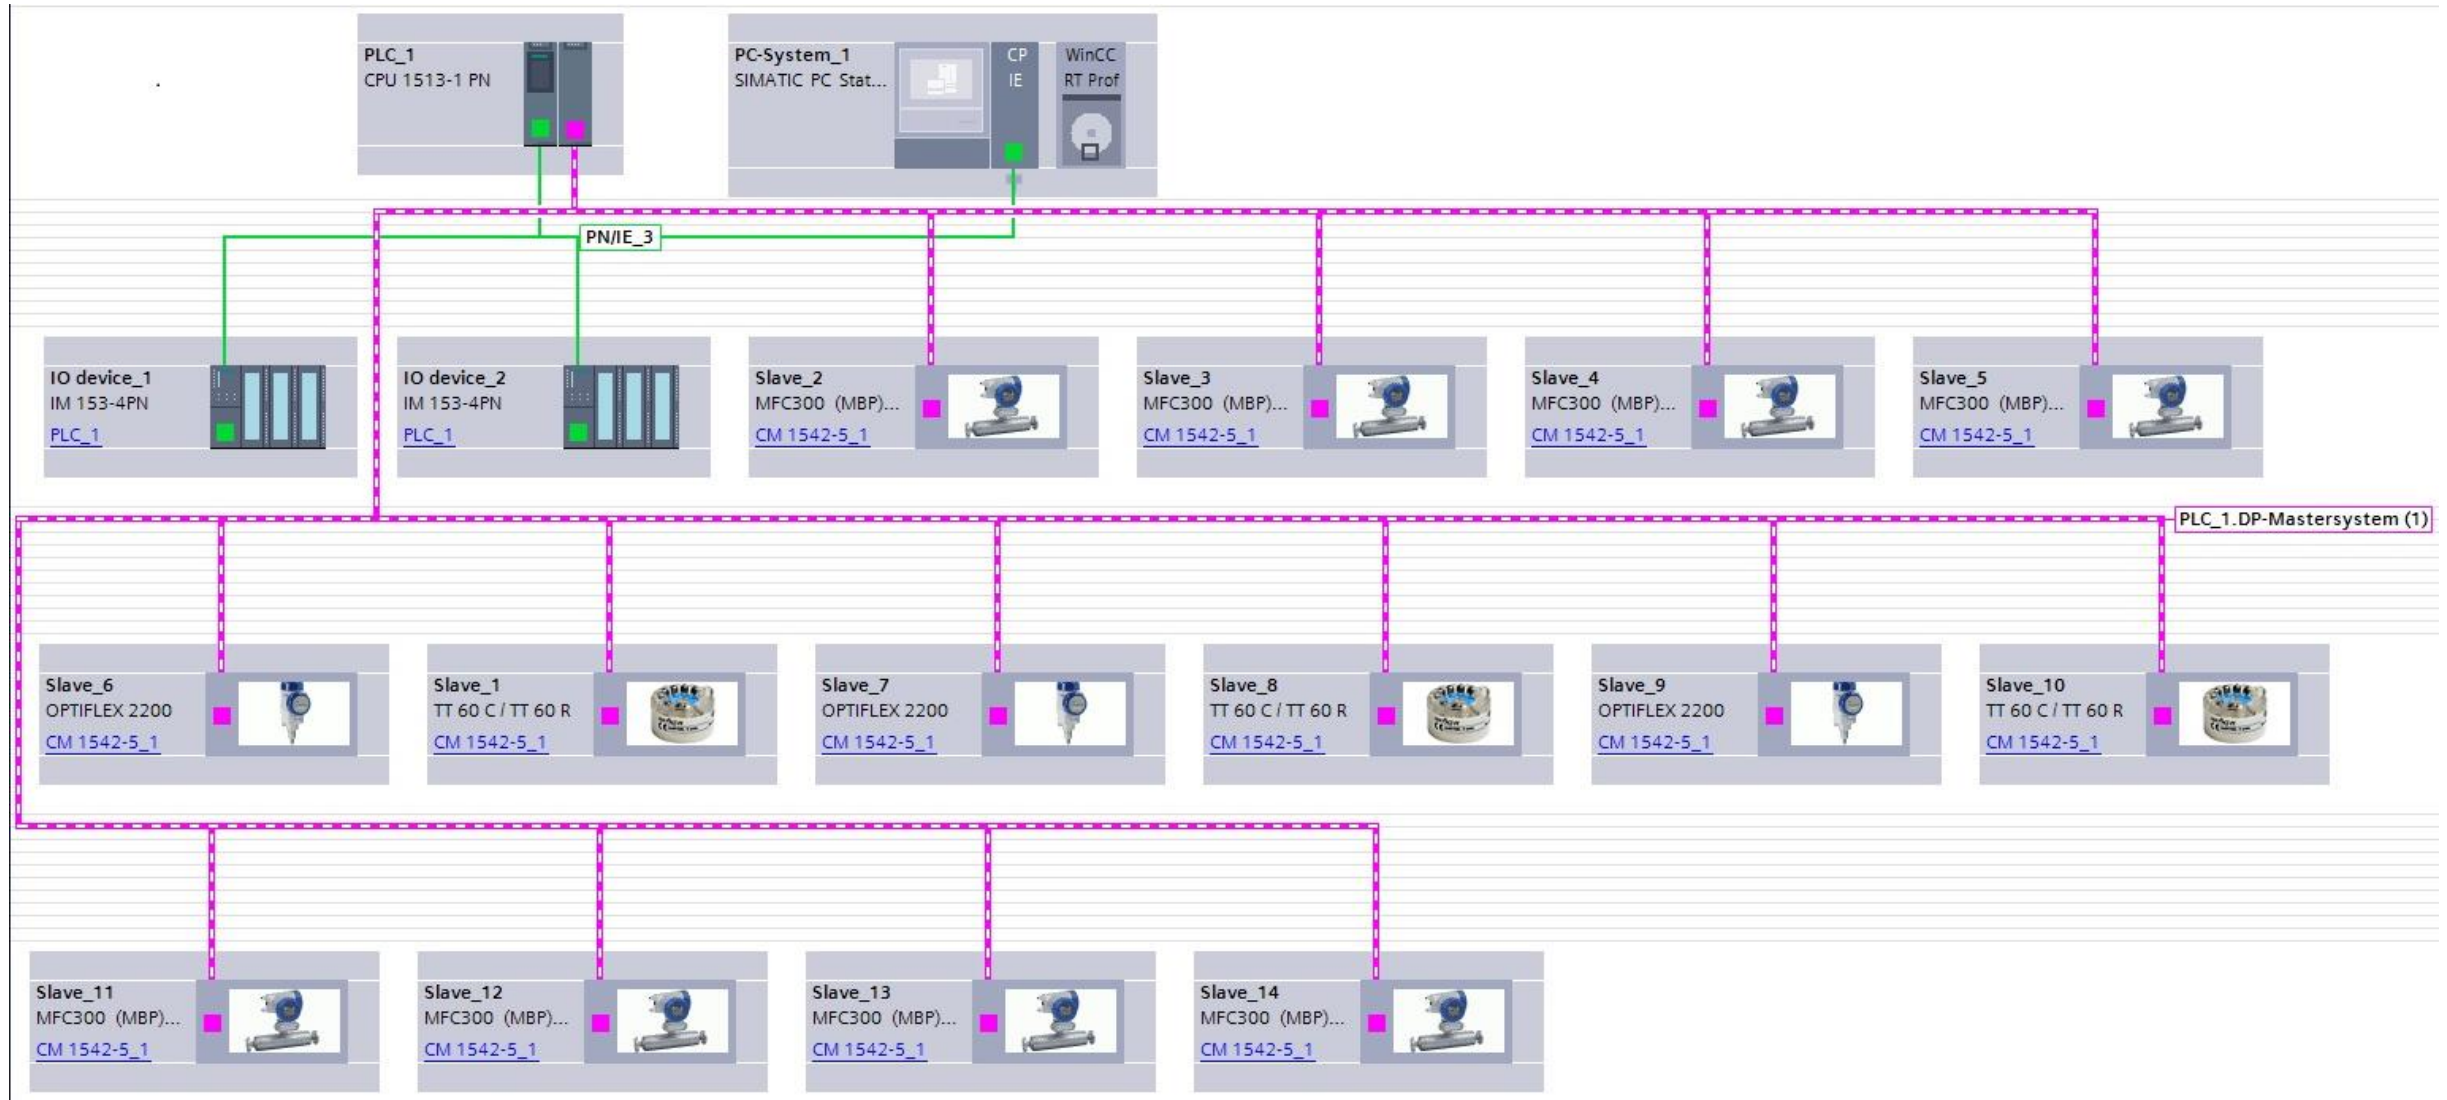 PLC_1
CPU 1513-1 PN
PC-System_1
SIMATIC PC Stat...
CP
IE
WinCC
RT Prof
PN/IE_3
IO device_1
IM 153-4PN
PLC_1
IO device_2
IM 153-4PN
PLC_1
Slave_2
MFC300 (MBP)...
CM 1542-5_1
Slave_3
MFC300 (MBP)...
CM 1542-5_1
Slave_4
MFC300 (MBP)...
CM 1542-5_1
Slave_5
MFC300 (MBP)...
CM 1542-5_1
PLC_1.DP-Mastersystem (1)
Slave_6
OPTIFLEX 2200
CM 1542-5_1
Slave_1
TT 60 C / TT 60 R
CM 1542-5_1
Slave_7
OPTIFLEX 2200
CM 1542-5_1
Slave_8
TT 60 C / TT 60 R
CM 1542-5_1
Slave_9
OPTIFLEX 2200
CM 1542-5_1
Slave_10
TT 60 C / TT 60 R
CM 1542-5_1
Slave_11
MFC300 (MBP)...
CM 1542-5_1
Slave_12
MFC300 (MBP)...
CM 1542-5_1
Slave_13
MFC300 (MBP)...
CM 1542-5_1
Slave_14
MFC300 (MBP)...
CM 1542-5_1